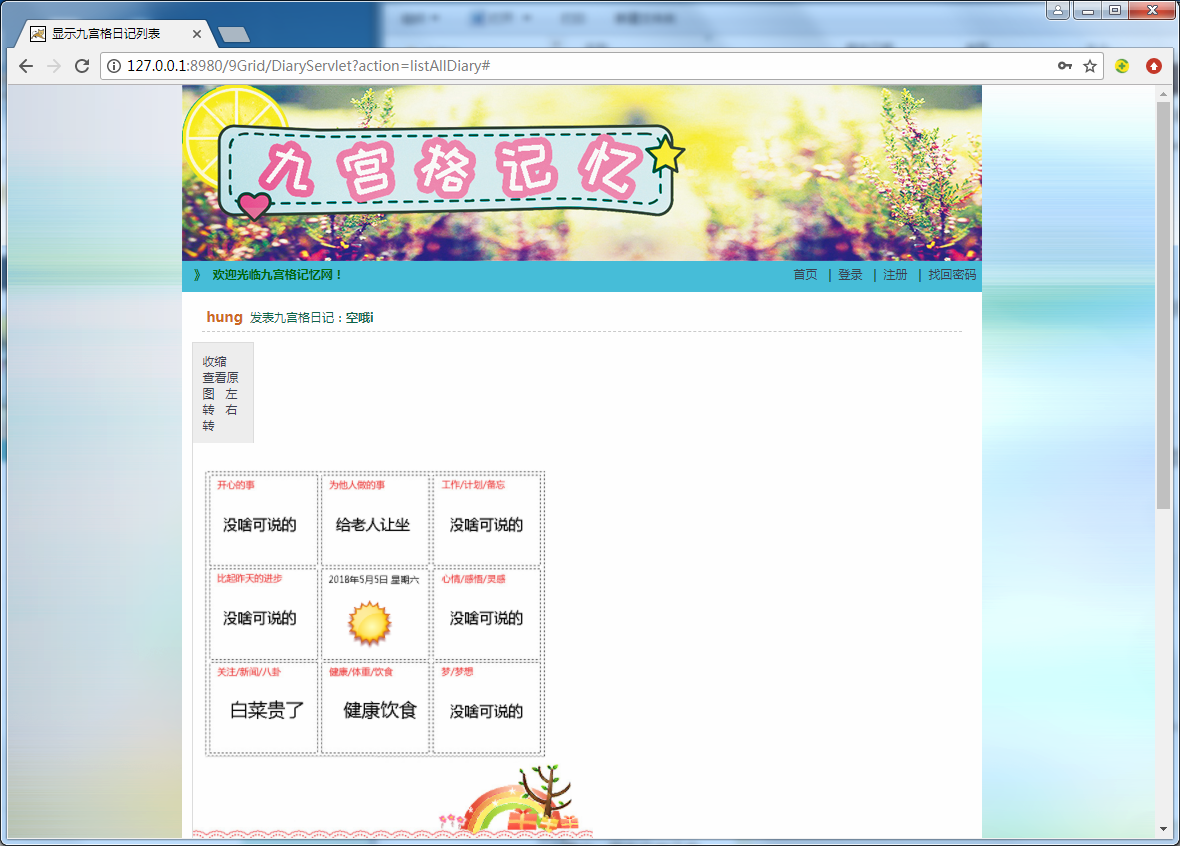 显示九宫格日记列表
127.0.0.1:8980/9Grid/DiaryServlet?action=listAllDiary#
九宫格记忆
》 欢迎光临九宫格记忆网！
首页 | 登录 | 注册 | 找回密码
hung 发表九宫格日记：空哦i
收缩
查看原
图 左
转 右
转
开心的事 为他人做的事 工作/计划/备忘
没啥可说的 给老人让坐 没啥可说的
比起昨天的进步 2018年5月5日 星期六 心情/感悟/灵感
没啥可说的 没啥可说的
关注/新闻/八卦 健康/体重/饮食 梦/梦想
白菜贵了 健康饮食 没啥可说的